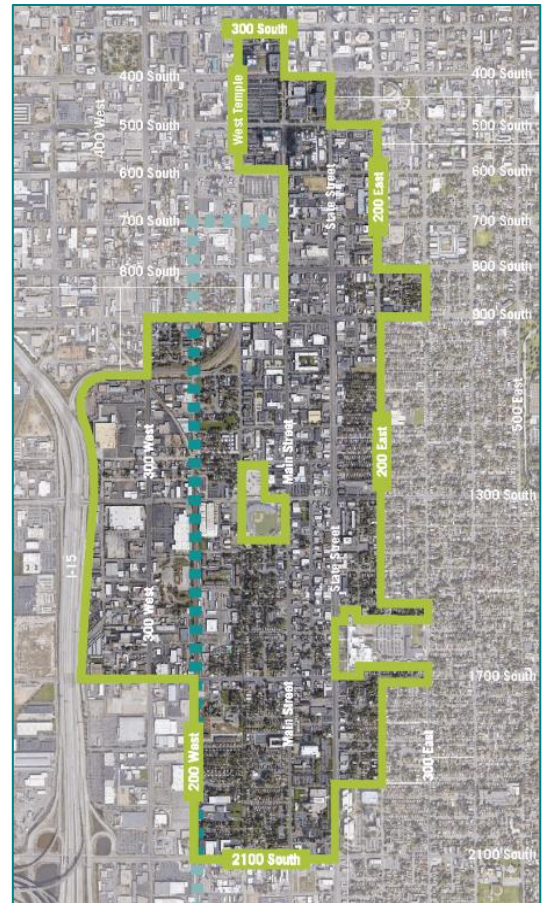 300 South
400 South
400 South
West Temple
400 West
500 South
500 South
600 South
600 South
State Street
200 East
700 South
700 South
800 South
800 South
900 South
300 West
Main Street
200 East
500 East
1300 South
I-15
State Street
300 West
1700 South
Main Street
300 East
200 West
2100 South
2100 South